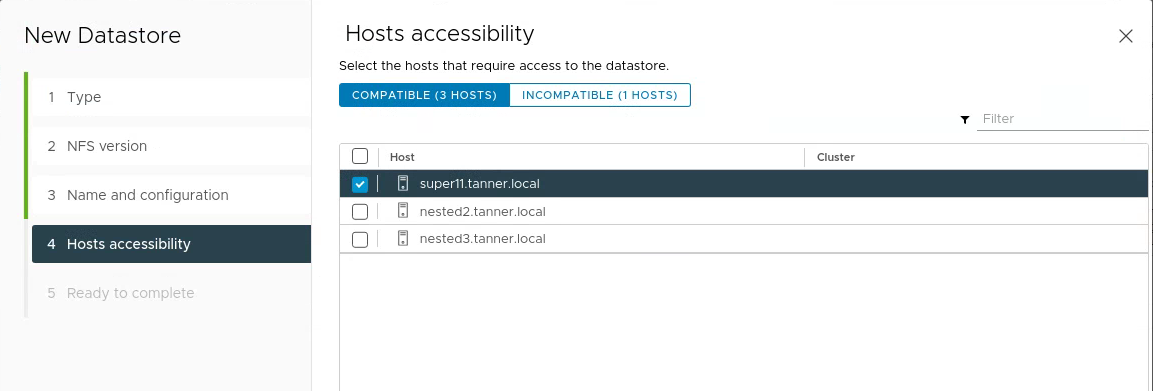 New Datastore
1 Type
2 NFS version
3 Name and configuration
4 Hosts accessibility
5 Ready to complete
Hosts accessibility
Select the hosts that require access to the datastore.
COMPATIBLE (3 HOSTS) INCOMPATIBLE (1 HOSTS)
Filter
Host Cluster
super11.tanner.local
nested2.tanner.local
nested3.tanner.local